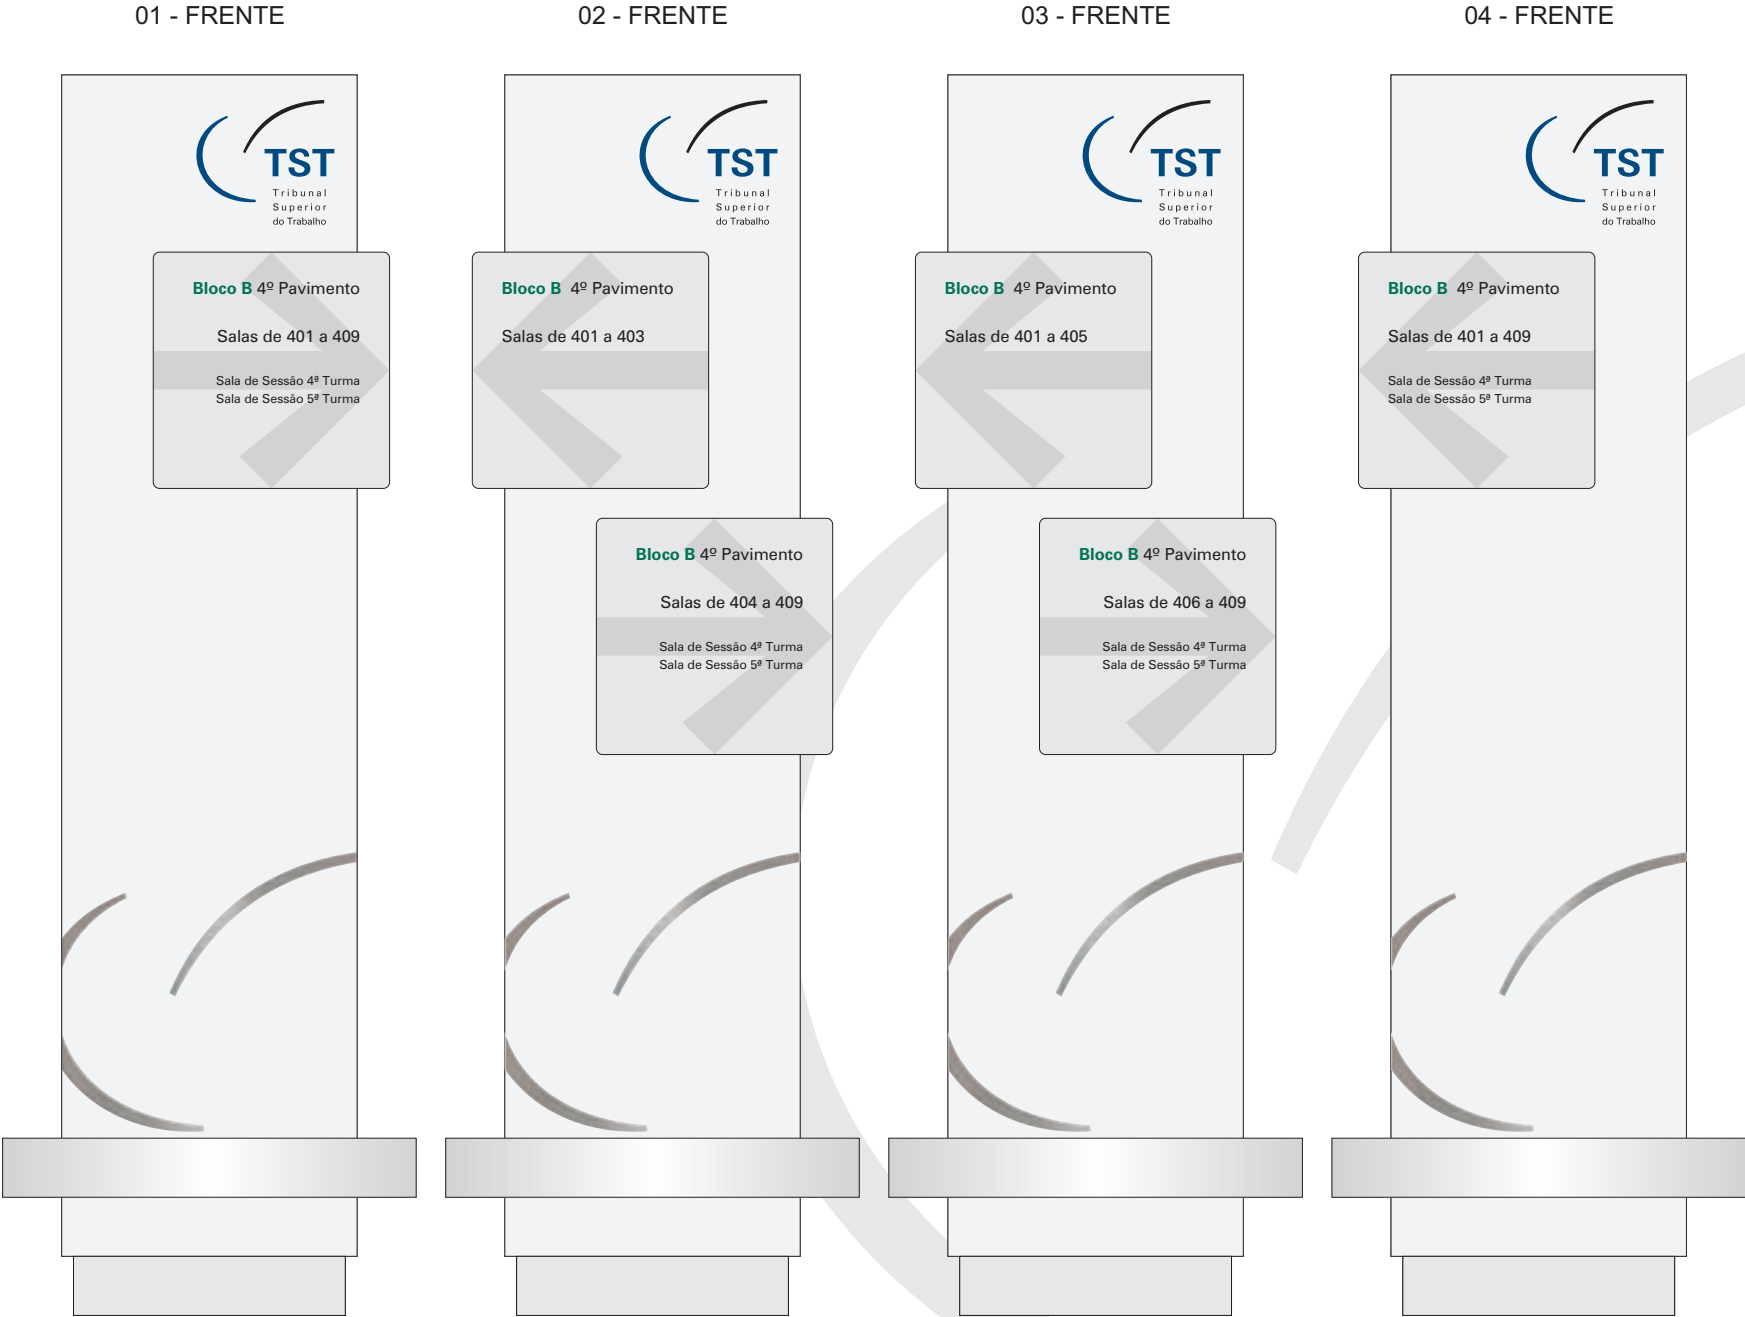 01 - FRENTE
02 - FRENTE
03 - FRENTE
04 - FRENTE
TST
Tribunal
Superior
do Trabalho
Bloco B 4º Pavimento
Salas de 401 a 409
Sala de Sessão 4ª Turma
Sala de Sessão 5ª Turma
TST
Tribunal
Superior
do Trabalho
Bloco B 4º Pavimento
Salas de 401 a 403
Bloco B 4º Pavimento
Salas de 404 a 409
Sala de Sessão 4ª Turma
Sala de Sessão 5ª Turma
TST
Tribunal
Superior
do Trabalho
Bloco B 4º Pavimento
Salas de 401 a 405
Bloco B 4º Pavimento
Salas de 406 a 409
Sala de Sessão 4ª Turma
Sala de Sessão 5ª Turma
TST
Tribunal
Superior
do Trabalho
Bloco B 4º Pavimento
Salas de 401 a 409
Sala de Sessão 4ª Turma
Sala de Sessão 5ª Turma